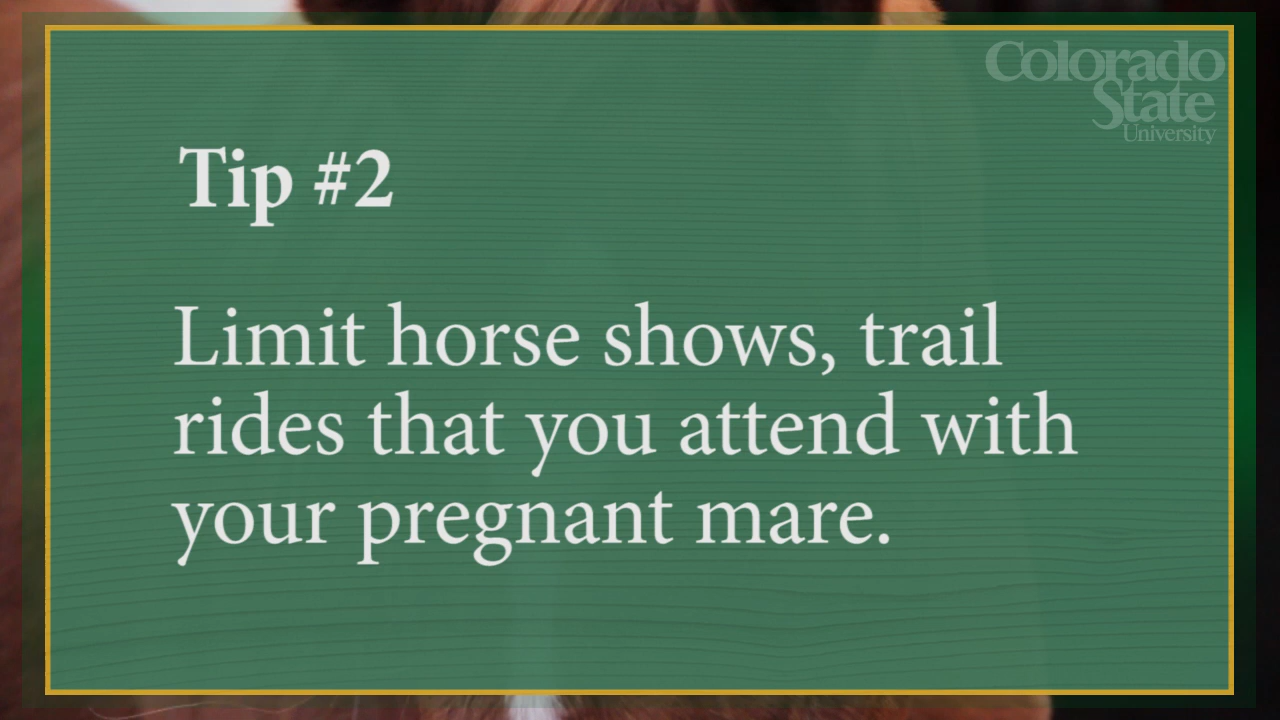 Colorado
State
University
Tip #2
Limit horse shows, trail
rides that you attend with
your pregnant mare.